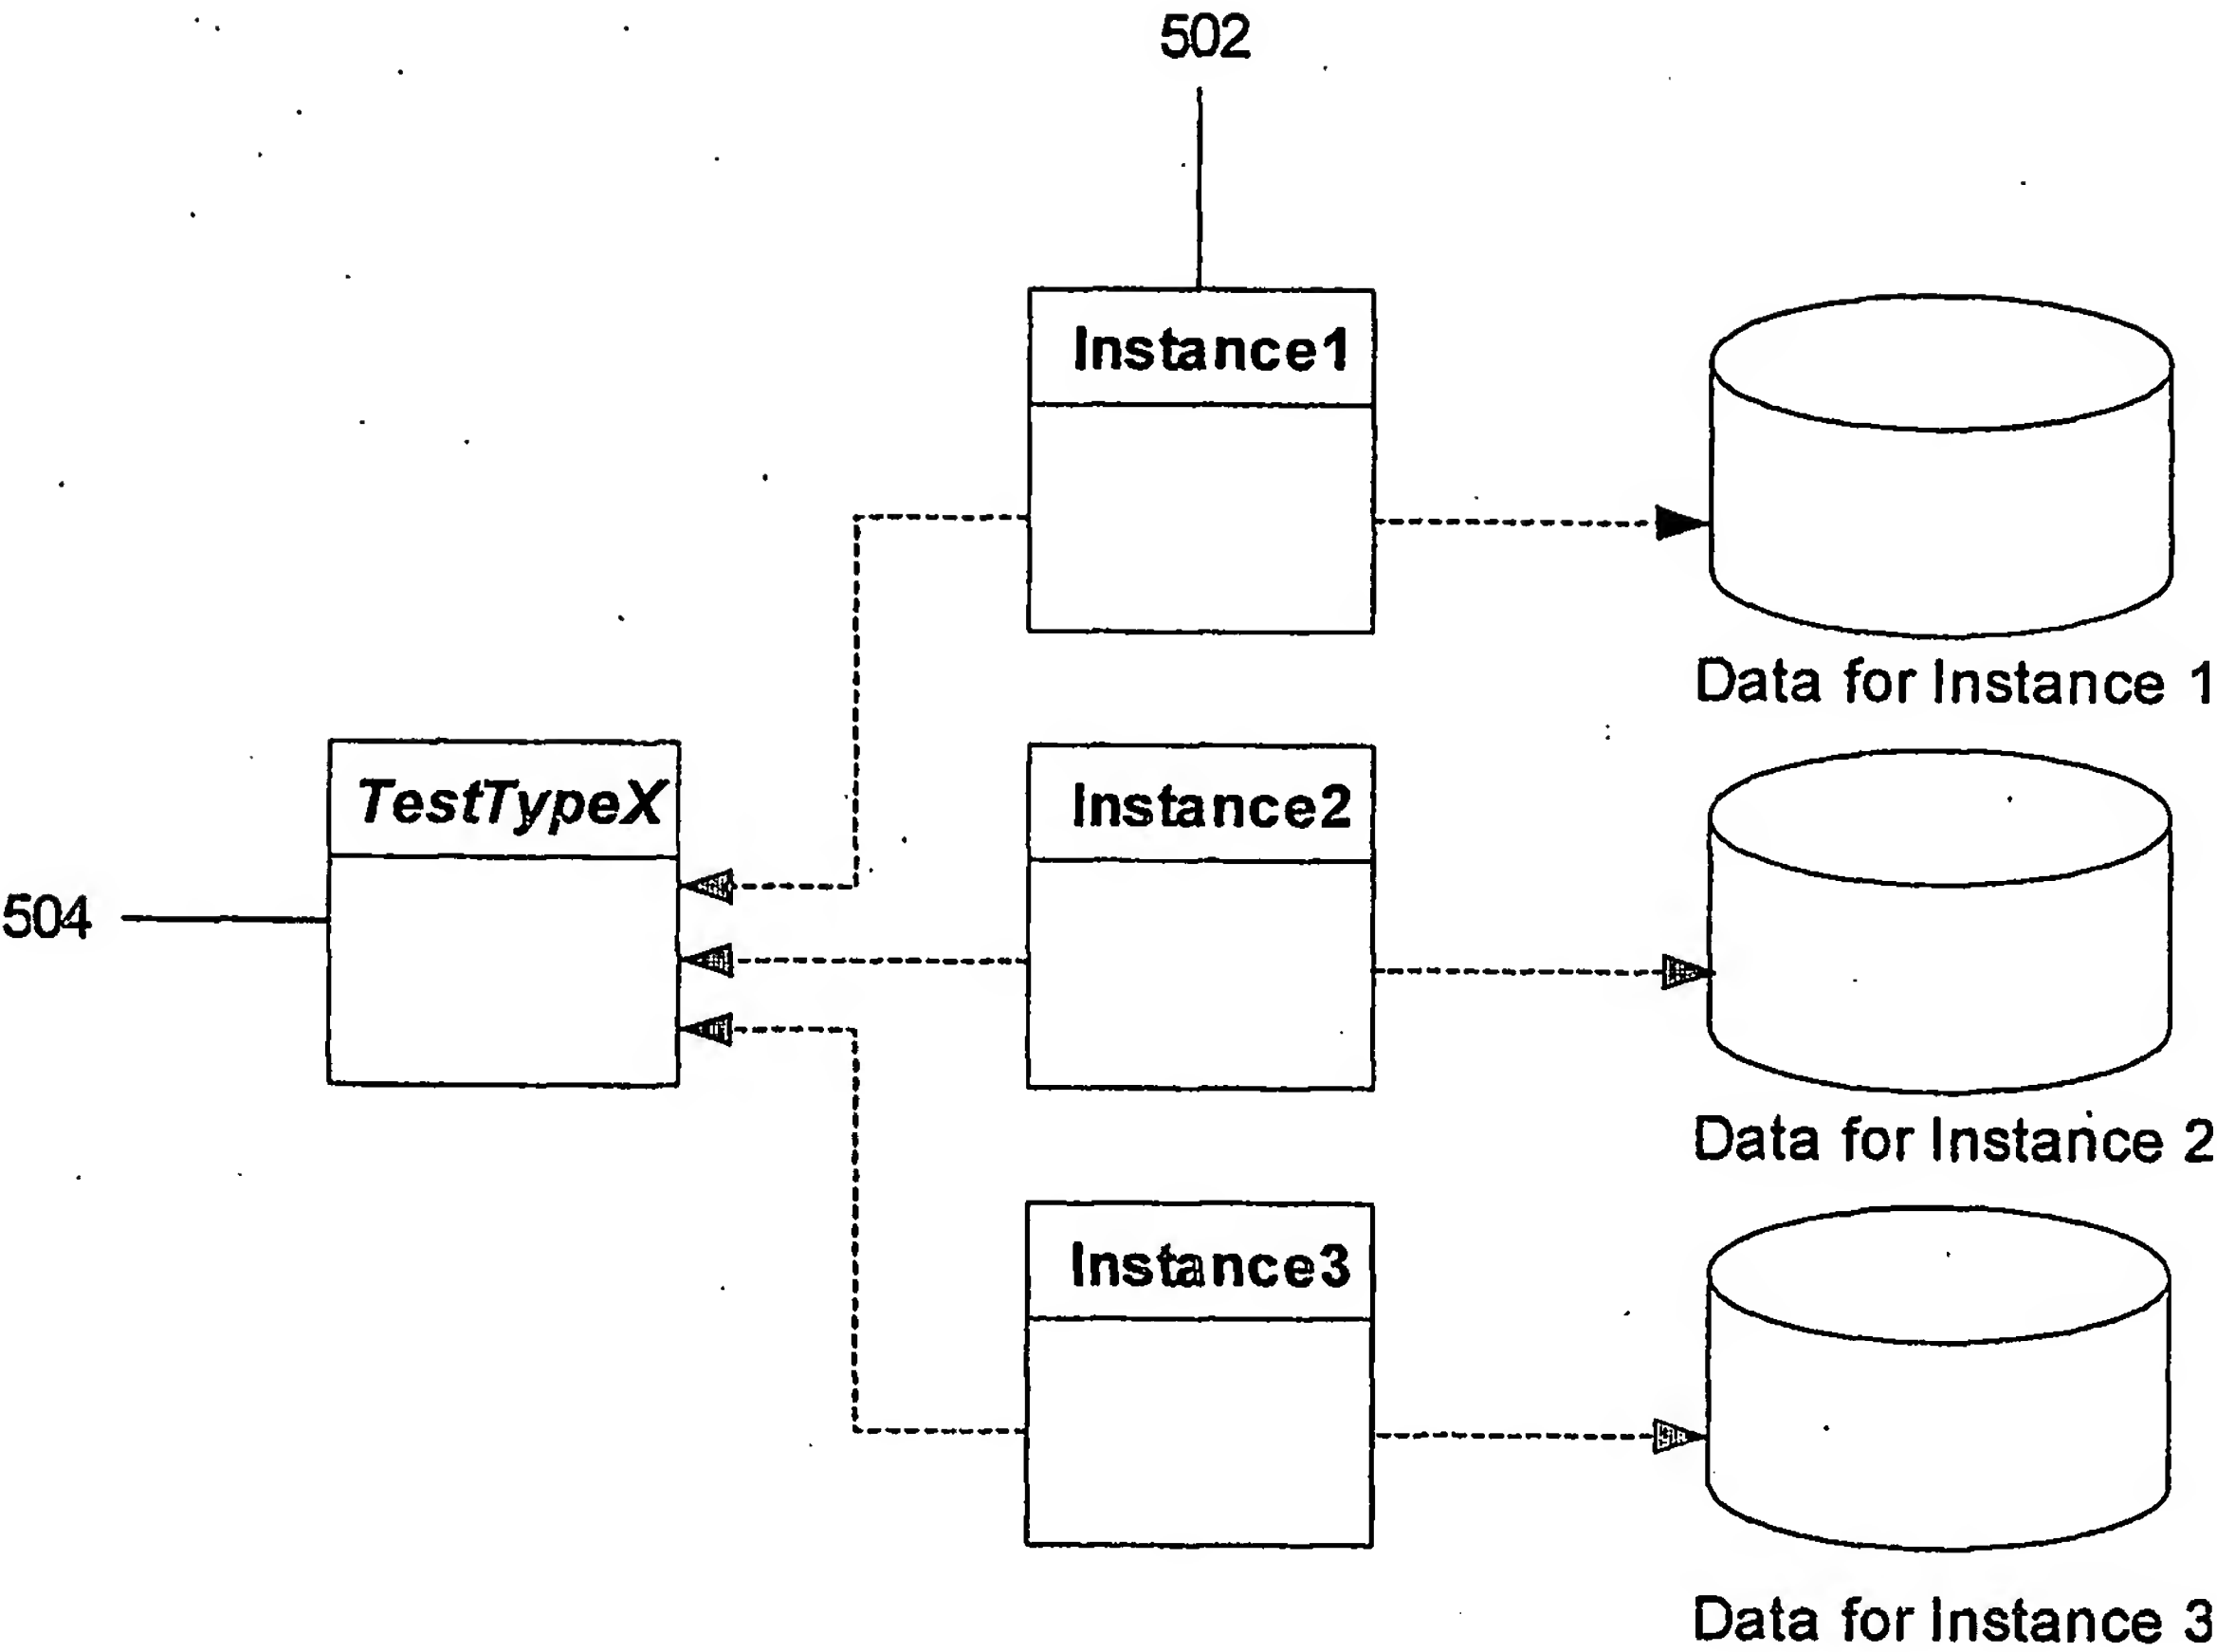 502
Instance1
Data for Instance 1
TestTypeX
504
Instance2
Data for Instance 2
Instance3
Data for Instance 3